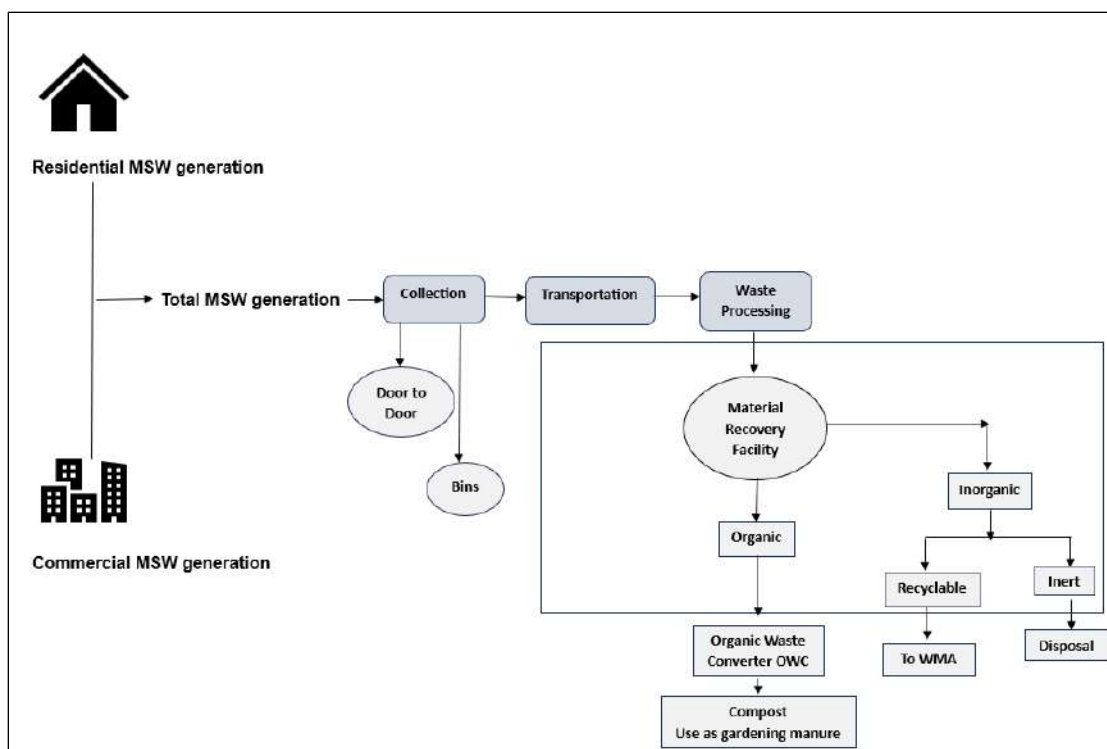 Residential MSW generation
Total MSW generation
Collection
Transportation
Waste
Processing
Door to
Door
Bins
Material
Recovery
Facility
Inorganic
Organic
Recyclable
Inert
Commercial MSW generation
Organic Waste
Converter OWC
To WMA
Disposal
Compost
Use as gardening manure